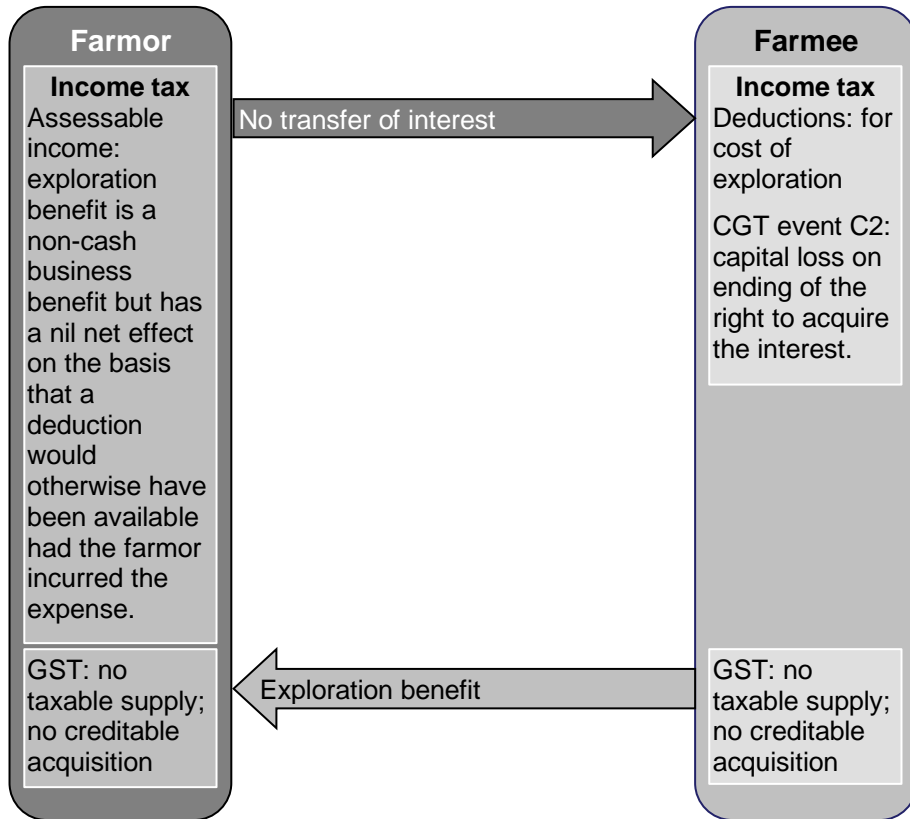 Farmor
Income tax
Assessable
income:
exploration
benefit is a
non-cash
business
benefit but has
a nil net effect
on the basis
that a
deduction
would
otherwise have
been available
had the farmor
incurred the
expense.
GST: no
taxable supply;
no creditable
acquisition
No transfer of interest
Exploration benefit
Farmee
Income tax
Deductions: for
cost of
exploration
CGT event C2:
capital loss on
ending of the
right to acquire
the interest.
GST: no
taxable supply;
no creditable
acquisition